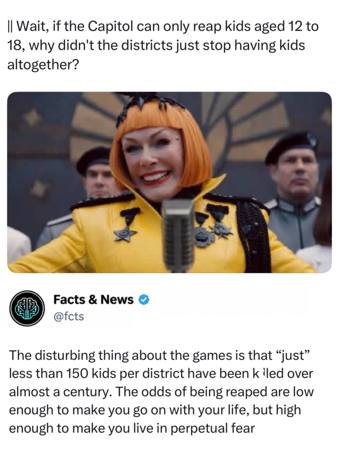 || Wait, if the Capitol can only reap kids aged 12 to
18, why didn't the districts just stop having kids
altogether?
Facts & News
@fcts
The disturbing thing about the games is that “just”
less than 150 kids per district have been k*lled over
almost a century. The odds of being reaped are low
enough to make you go on with your life, but high
enough to make you live in perpetual fear